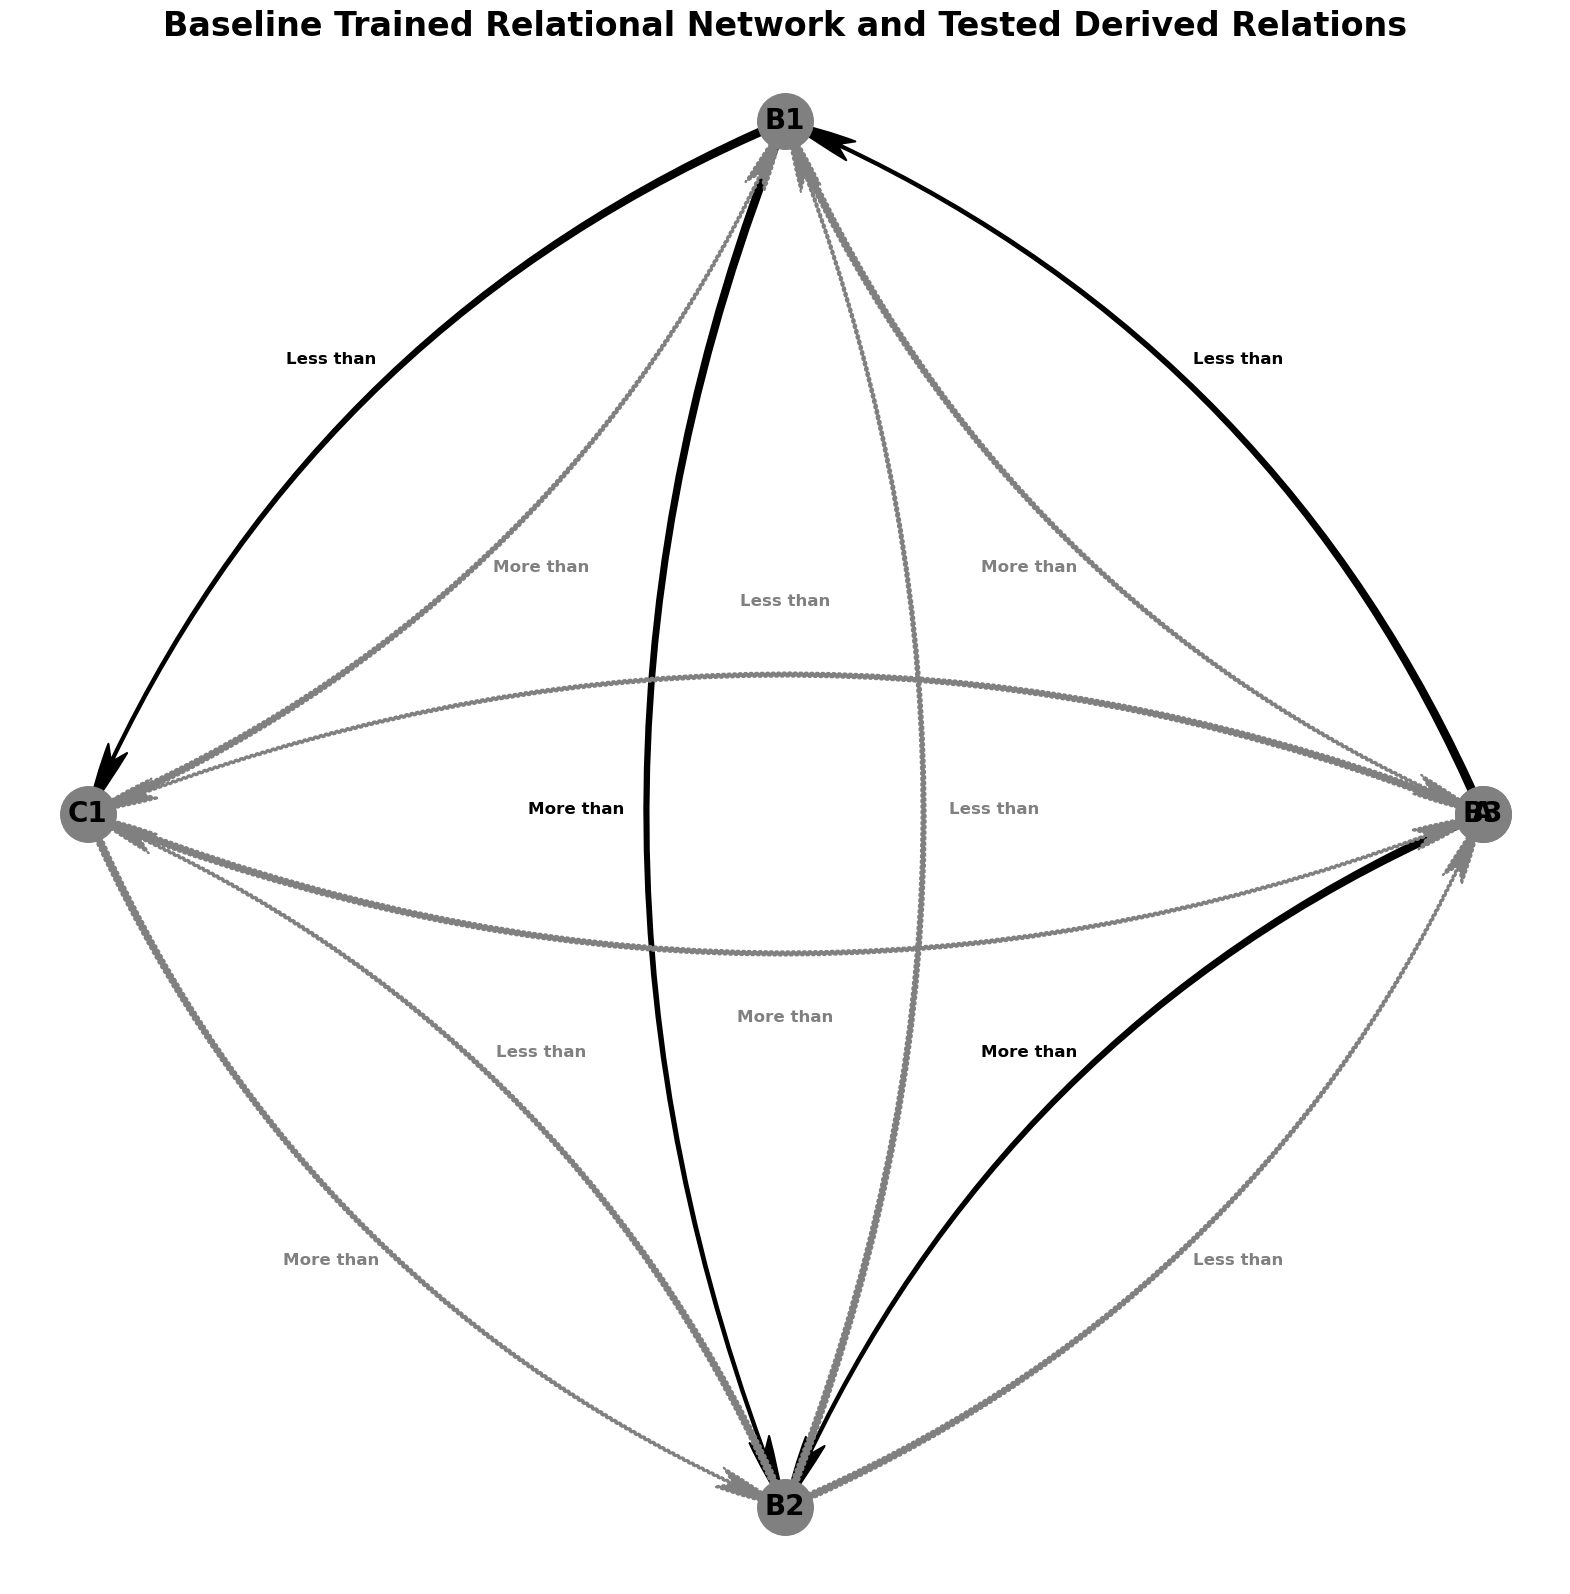 Baseline Trained Relational Network and Tested Derived Relations
B1
Less than
Less than
More than
More than
Less than
C1
More than
Less than
B3
A
More than
Less than
More than
More than
Less than
B2